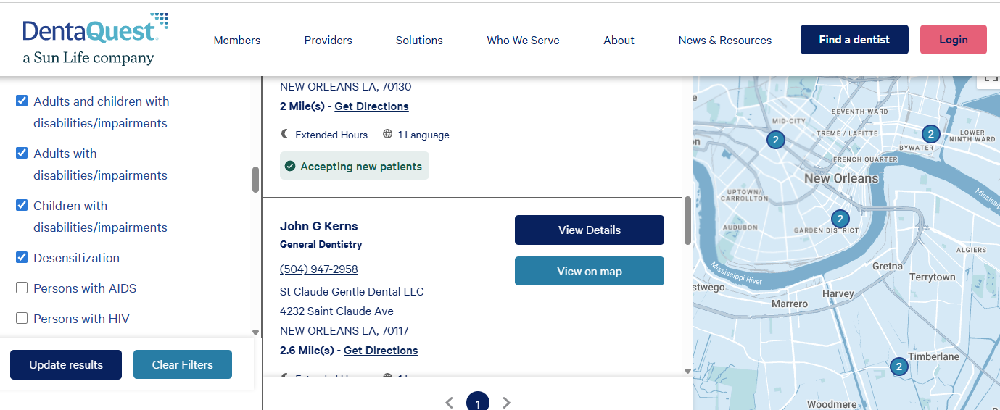 DentaQuest
a Sun Life company
Members
Providers
Solutions
Who We Serve
About
News & Resources
Find a dentist
Login
Adults and children with
disabilities/impairments
Adults with
disabilities/impairments
Children with
disabilities/impairments
Desensitization
Persons with AIDS
Persons with HIV
Update results
Clear Filters
NEW ORLEANS LA, 70130
2 Mile(s) - Get Directions
Extended Hours
1 Language
Accepting new patients
John G Kerns
General Dentistry
(504) 947-2958
St Claude Gentle Dental LLC
4232 Saint Claude Ave
NEW ORLEANS LA, 70117
2.6 Mile(s) - Get Directions
View Details
View on map
1
SEVENTH WARD
MID-CITY
2
TREMÉ / LAFITTE
2
LOWER
NINTH WARD
BYWATER
FRENCH QUARTER
New Orleans
UPTOWN/
CARROLLTON
Mississippi
2
AUDUBON
GARDEN DISTRICT
ALGIERS
Mississippi River
Gretna
Terrytown
stwego
Harvey
Marrero
Timberlane
2
Woodmere